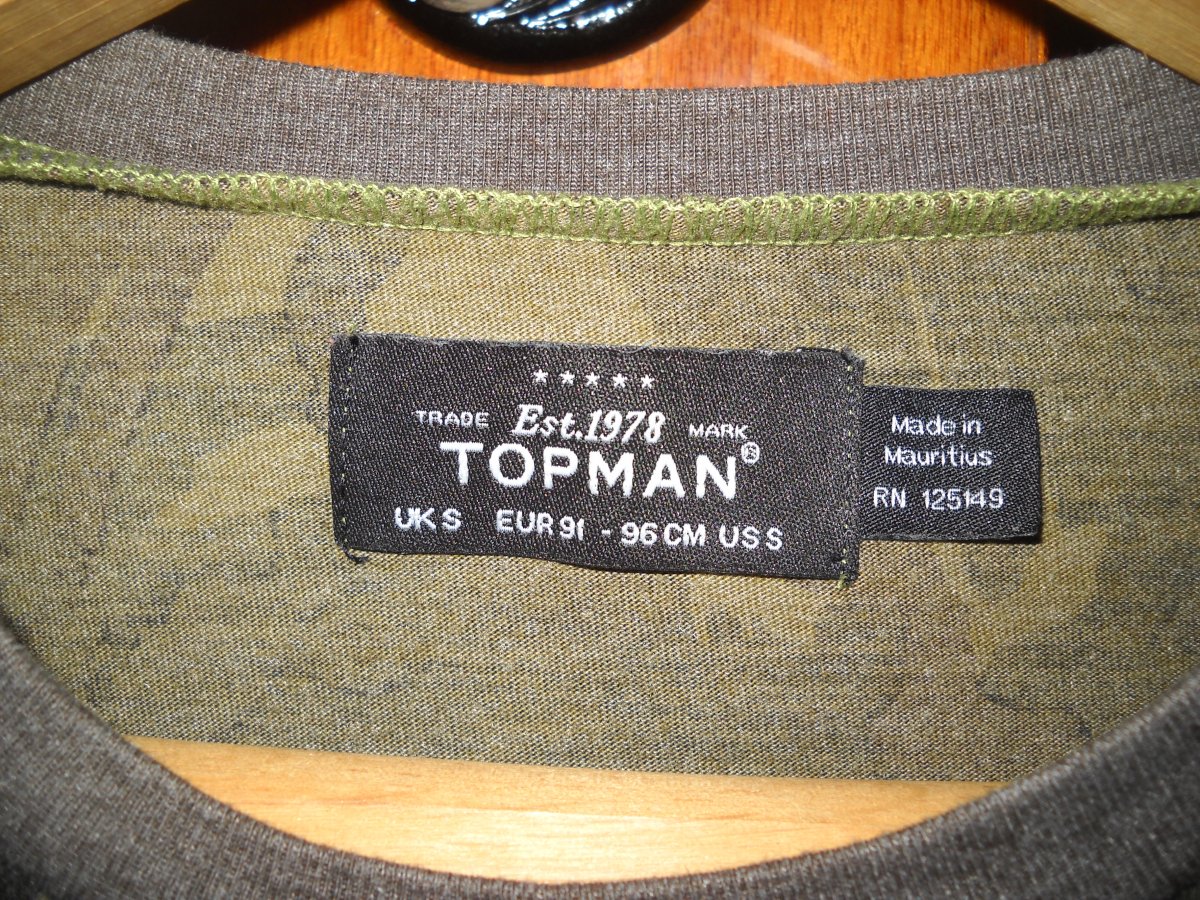 ★★★★★
TRADE Est.1978 MARK
TOPMAN®
UK S EUR 91 - 96 CM US S
Made in
Mauritius
RN 125149